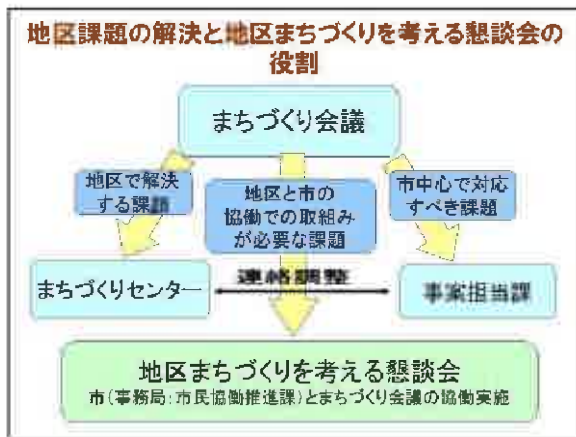 地区課題の解決と地区まちづくりを考える懇談会の
役割
まちづくり会議
地区で解決
する課題
地区と市の
協働での取組み
が必要な課題
市中心で対応
すべき課題
まちづくりセンター
連絡調整
事案担当課
地区まちづくりを考える懇談会
市(事務局:市民協働推進課)とまちづくり会議の協働実施